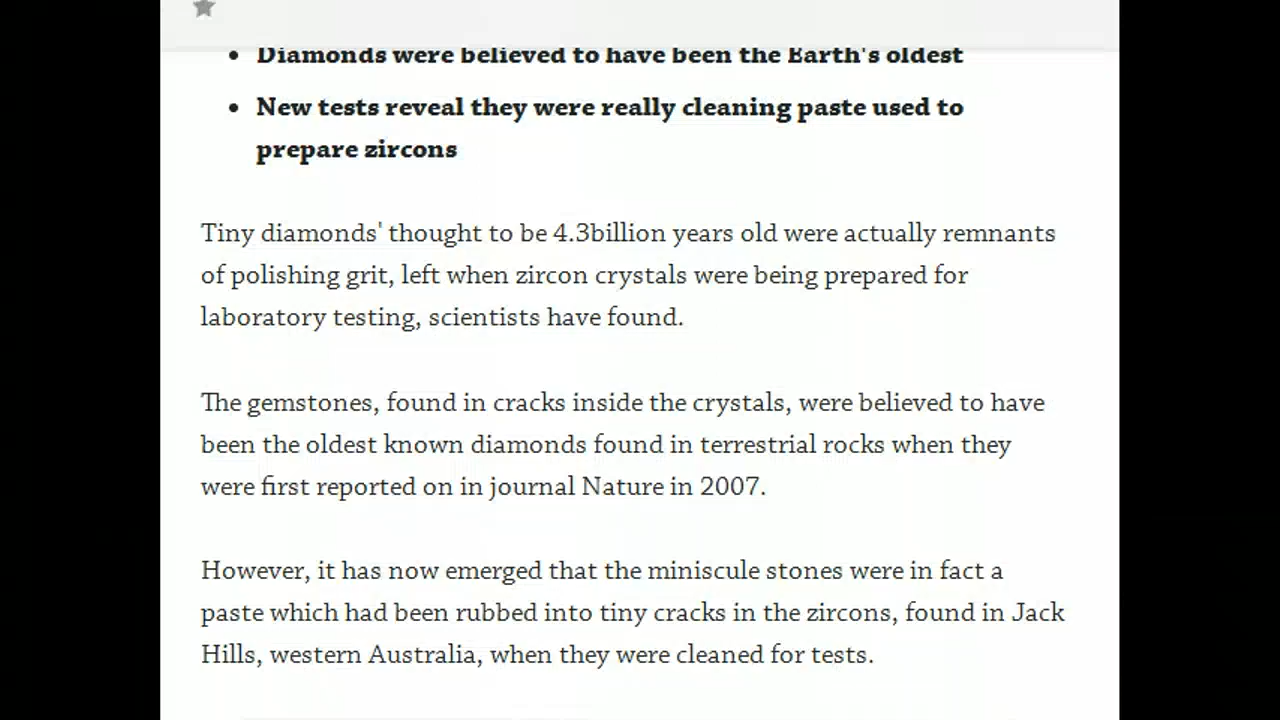 Diamonds were believed to have been the Earth's oldest
New tests reveal they were really cleaning paste used to
prepare zircons
Tiny diamonds' thought to be 4.3billion years old were actually remnants
of polishing grit, left when zircon crystals were being prepared for
laboratory testing, scientists have found.
The gemstones, found in cracks inside the crystals, were believed to have
been the oldest known diamonds found in terrestrial rocks when they
were first reported on in journal Nature in 2007.
However, it has now emerged that the miniscule stones were in fact a
paste which had been rubbed into tiny cracks in the zircons, found in Jack
Hills, western Australia, when they were cleaned for tests.